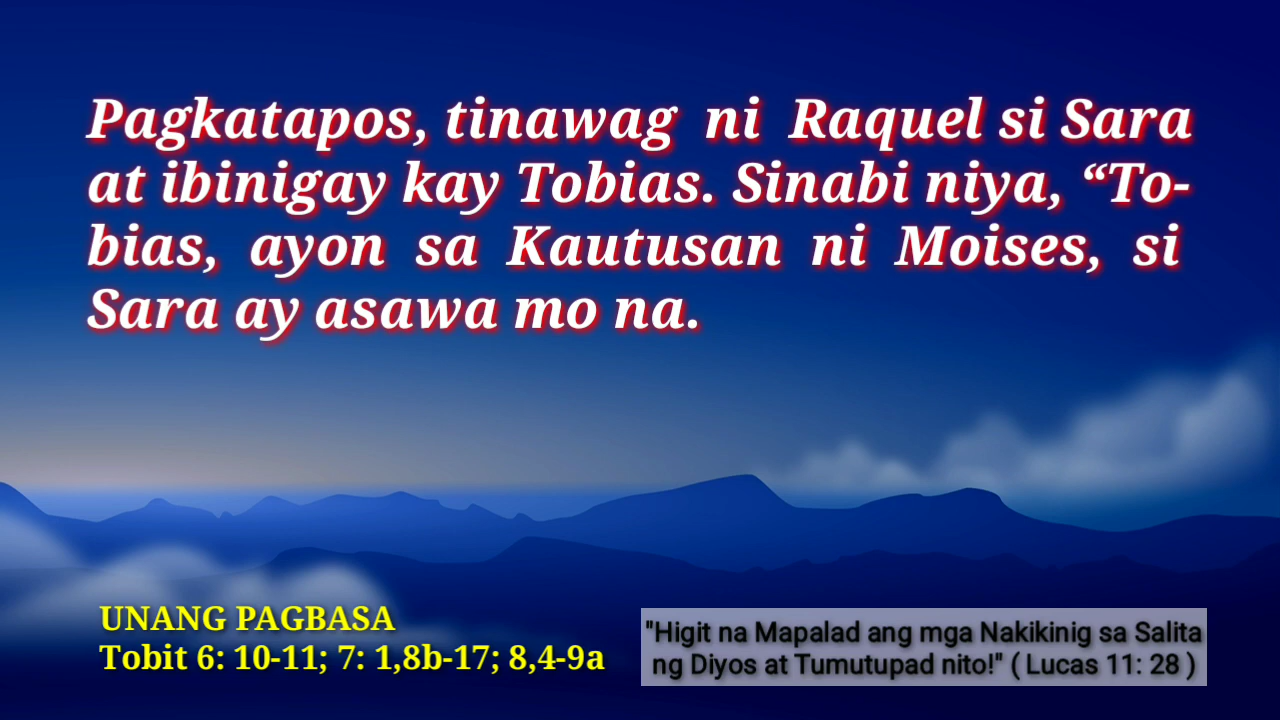 Pagkatapos, tinawag ni Raquel si Sara
at ibinigay kay Tobias. Sinabi niya, “To-
bias, ayon sa Kautusan ni Moises, si
Sara ay asawa mo na.
UNANG PAGBASA
Tobit 6: 10-11; 7: 1,8b-17; 8,4-9a
"Higit na Mapalad ang mga Nakikinig sa Salita
ng Diyos at Tumutupad nito!" ( Lucas 11: 28 )